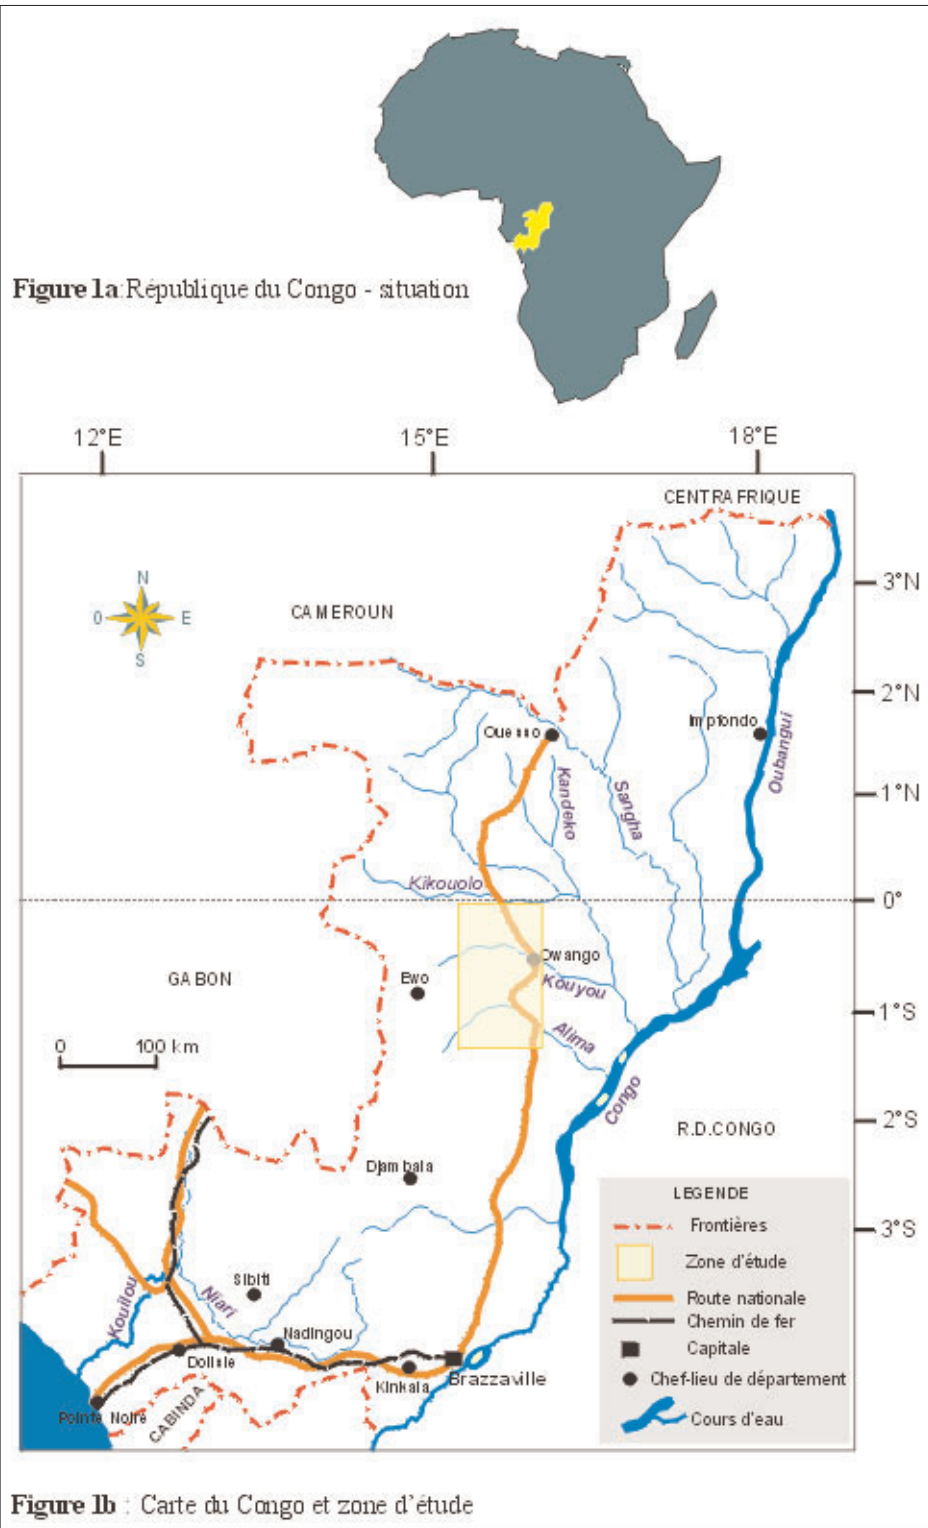 Figure 1a:République du Congo - situation
12°E 15°E 18°E
CENTRAFRIQUE
3°N
N
O E
S
CAMEROUN
2°N
Impfondo
Ouesso
Oubangui
Kandeko
Sangha
1°N
Kikouolo
0°
Owango
Ewo
GABON
Kouyou
1°S
Alima
0 100 km
Congo
2°S
R.D.CONGO
Djambala
LEGENDE
Frontières
3°S
Zone d'étude
Sibiti
Niari
Kouilou
Route nationale
Chemin de fer
Nadingou
Capitale
Dolisie
Kinkala
Brazzaville
Chef-lieu de département
CABINDA
Pointe Noire
Cours d'eau
Figure 1b : Carte du Congo et zone d'étude